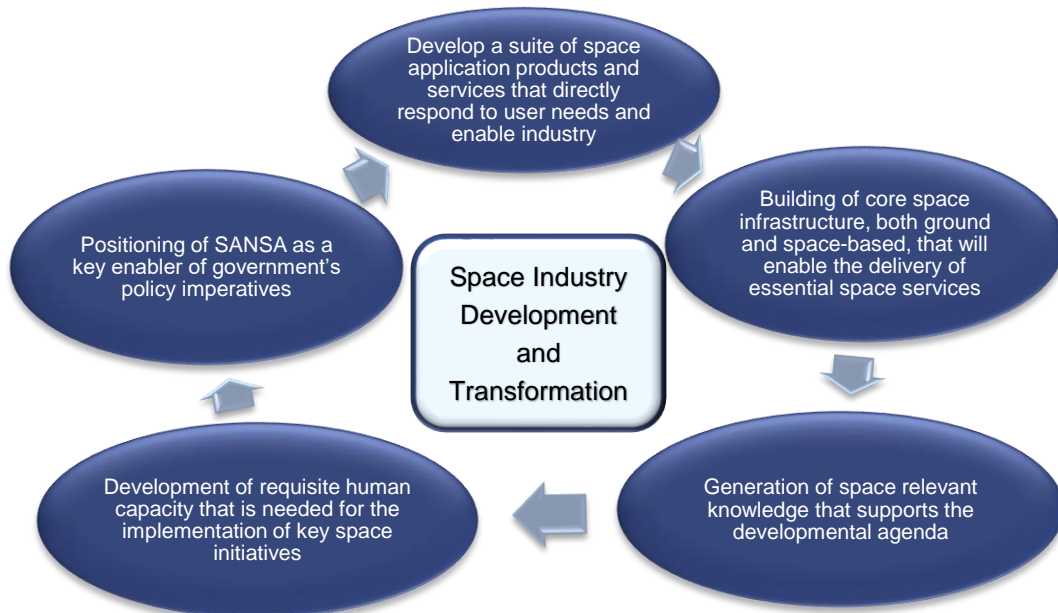 Develop a suite of space
application products and
services that directly
respond to user needs and
enable industry
Building of core space
infrastructure, both ground
and space-based, that will
enable the delivery of
essential space services
Generation of space relevant
knowledge that supports the
developmental agenda
Development of requisite human
capacity that is needed for the
implementation of key space
initiatives
Positioning of SANSA as a
key enabler of government's
policy imperatives
Space Industry
Development
and
Transformation